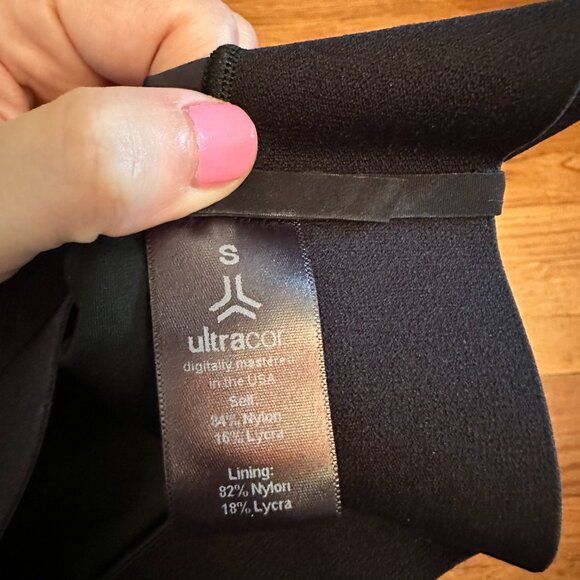 S
ultracor
digitally mastered
in the USA
Self:
84% Nylon
16% Lycra
Lining:
82% Nylon
18% Lycra